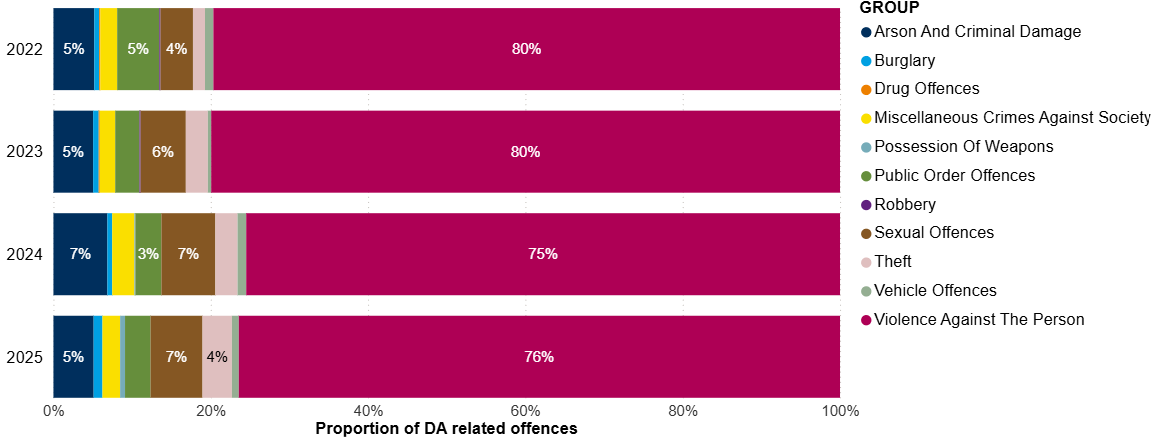 GROUP
Arson And Criminal Damage
Burglary
Drug Offences
Miscellaneous Crimes Against Society
Possession Of Weapons
Public Order Offences
Robbery
Sexual Offences
Theft
Vehicle Offences
Violence Against The Person
2022 5% 5% 4% 80%
2023 5% 6% 80%
2024 7% 3% 7% 75%
2025 5% 7% 4% 76%
0% 20% 40% 60% 80% 100%
Proportion of DA related offences